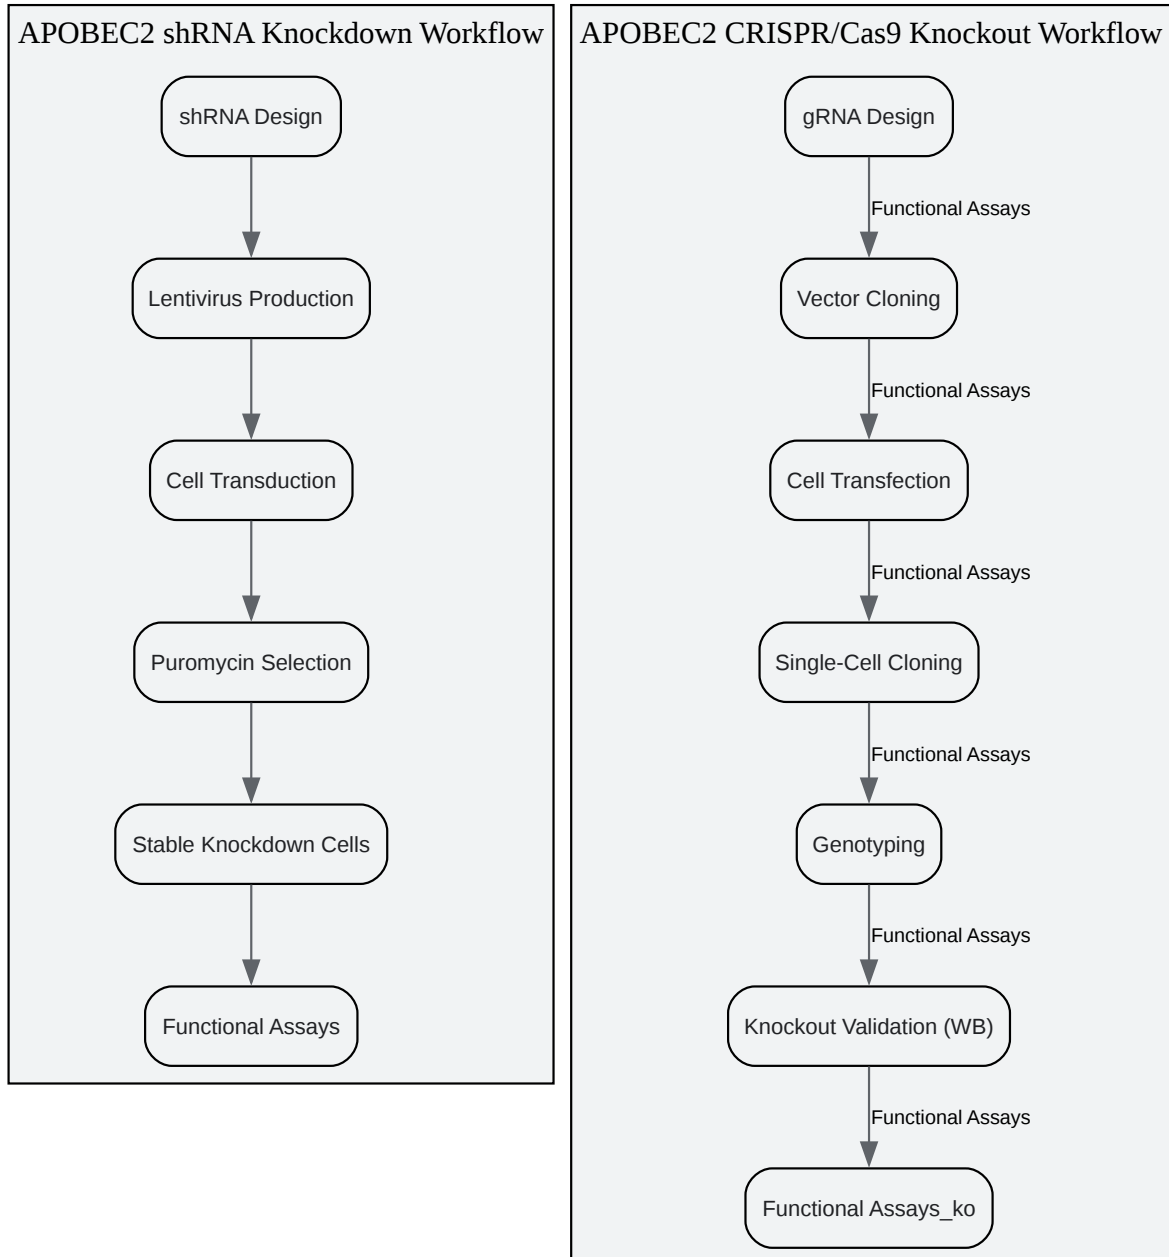 APOBEC2 shRNA Knockdown Workflow
shRNA Design
Lentivirus Production
Cell Transduction
Puromycin Selection
Stable Knockdown Cells
Functional Assays
APOBEC2 CRISPR/Cas9 Knockout Workflow
gRNA Design
Functional Assays
Vector Cloning
Functional Assays
Cell Transfection
Functional Assays
Single-Cell Cloning
Functional Assays
Genotyping
Functional Assays
Knockout Validation (WB)
Functional Assays
Functional Assays_ko